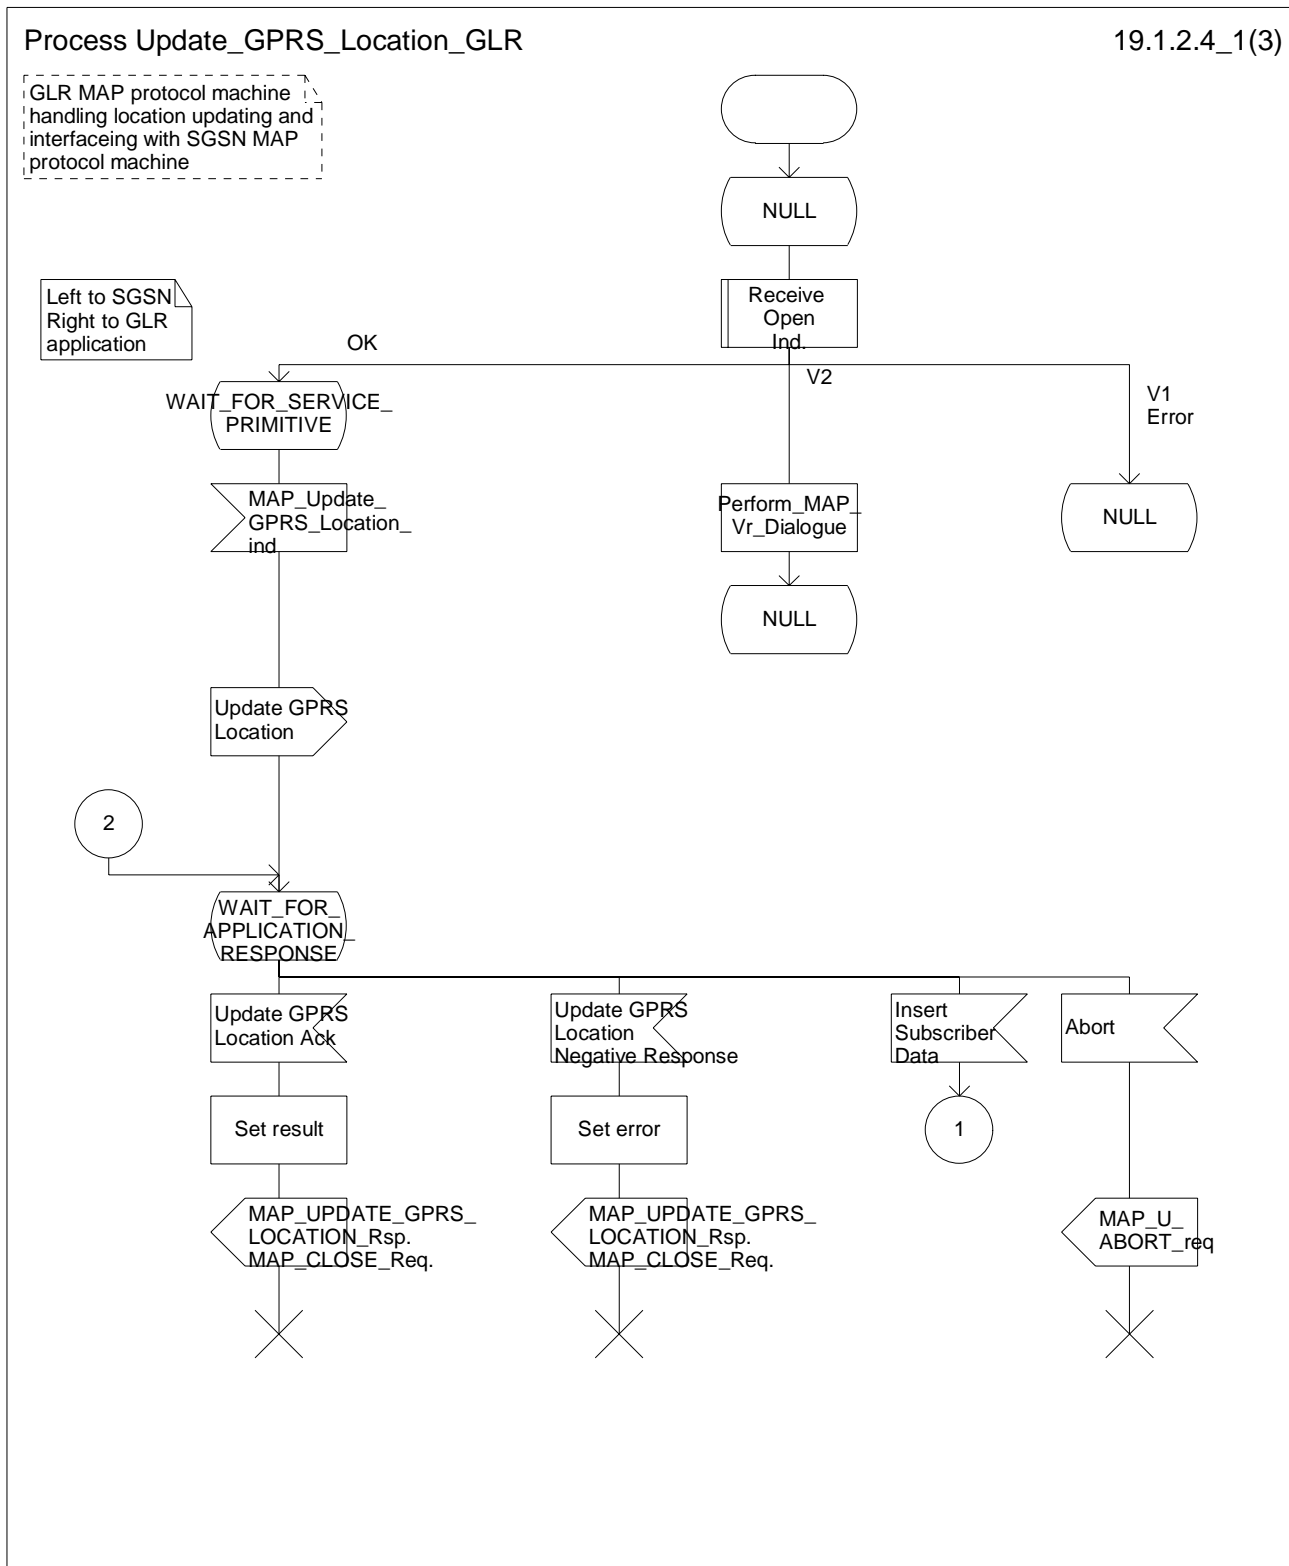 Process Update_GPRS_Location_GLR
19.1.2.4_1(3)
GLR MAP protocol machine
handling location updating and
interfaceing with SGSN MAP
protocol machine
NULL
Left to SGSN
Right to GLR
application
Receive
Open
Ind.
OK
V2
V1
Error
WAIT_FOR_SERVICE_
PRIMITIVE
MAP_Update_
GPRS_Location_
ind
Perform_MAP_
Vr_Dialogue
NULL
NULL
Update GPRS
Location
2
WAIT_FOR_
APPLICATION_
RESPONSE
Update GPRS
Location Ack
Update GPRS
Location
Negative Response
Insert
Subscriber
Data
Abort
Set result
Set error
1
MAP_UPDATE_GPRS_
LOCATION_Rsp.
MAP_CLOSE_Req.
MAP_UPDATE_GPRS_
LOCATION_Rsp.
MAP_CLOSE_Req.
MAP_U_
ABORT_req